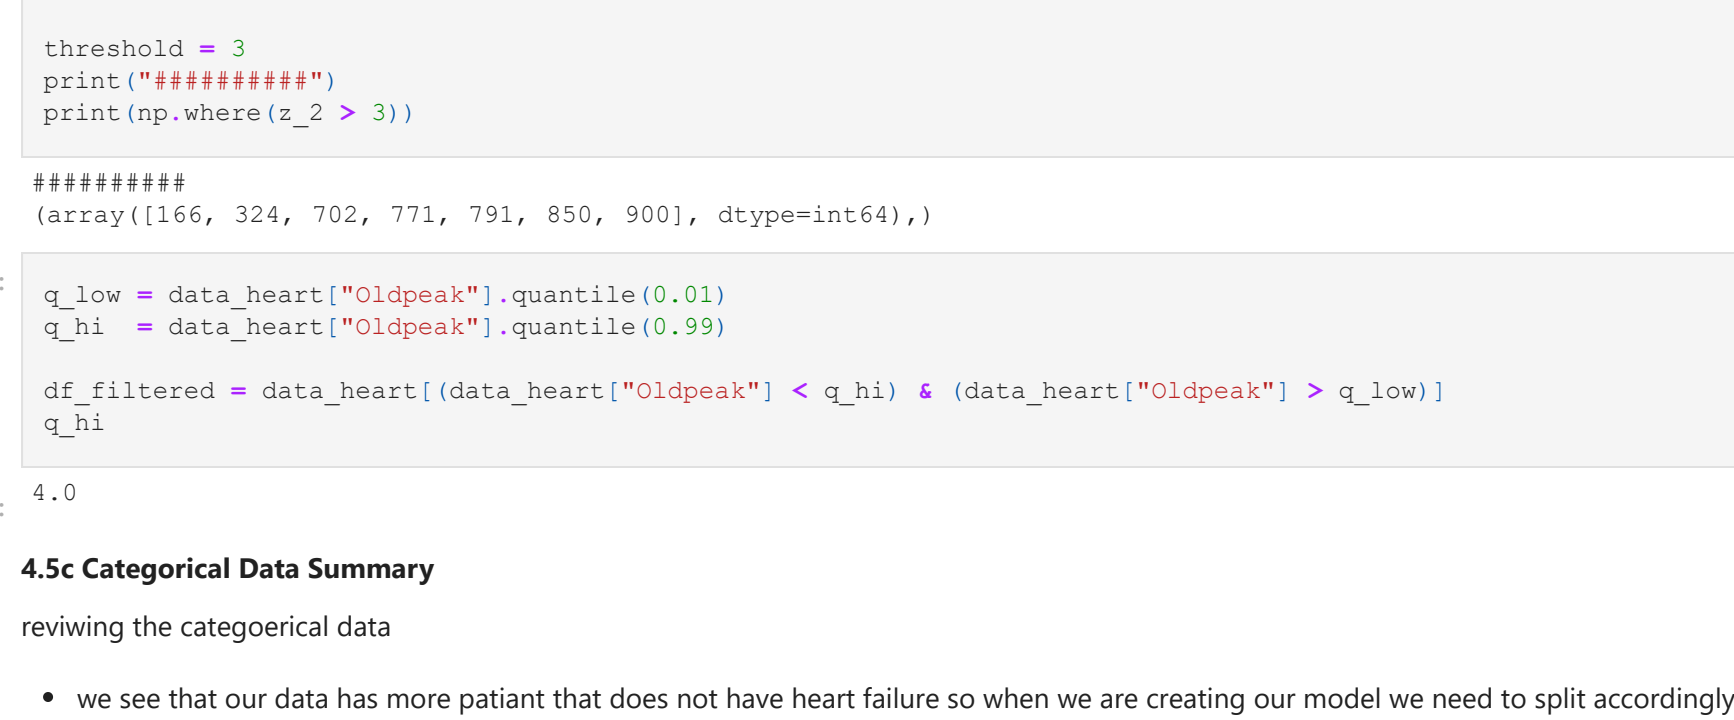 threshold = 3
print("##########")
print(np.where(z_2 > 3))
##########
(array([166, 324, 702, 771, 791, 850, 900], dtype=int64),)
q_low = data_heart["Oldpeak"].quantile(0.01)
q_hi  = data_heart["Oldpeak"].quantile(0.99)
df_filtered = data_heart[(data_heart["Oldpeak"] < q_hi) & (data_heart["Oldpeak"] > q_low)]
q_hi
4.0
4.5c Categorical Data Summary
reviwing the categoerical data
• we see that our data has more patiant that does not have heart failure so when we are creating our model we need to split accordingly